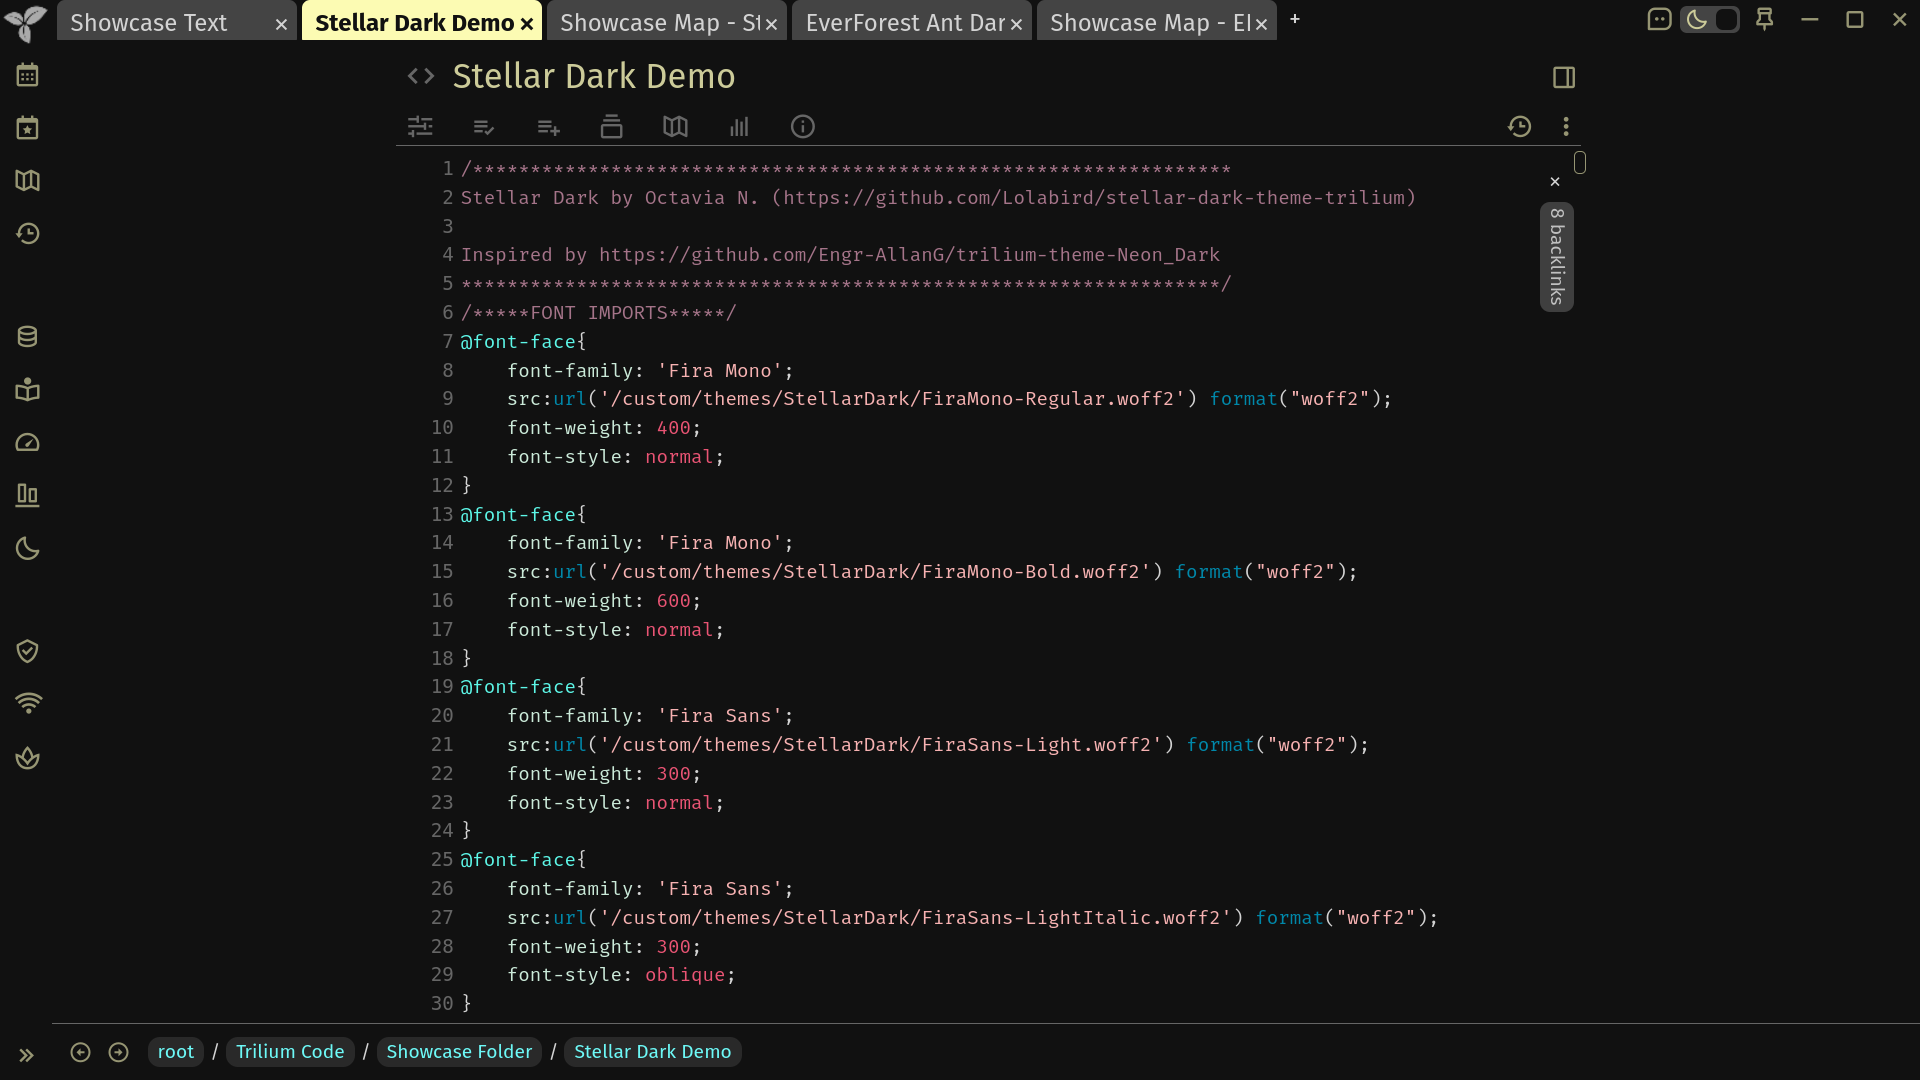 Showcase Text
Stellar Dark Demo
Showcase Map - St
EverForest Ant Dar
Showcase Map - El
Stellar Dark Demo
1 /******************************************************************
2 Stellar Dark by Octavia N. (https://github.com/Lolabird/stellar-dark-theme-trilium)
3
4 Inspired by https://github.com/Engr-AllanG/trilium-theme-Neon_Dark
5 ******************************************************************/
6 /*****FONT IMPORTS*****/
7 @font-face{
8     font-family: 'Fira Mono';
9     src:url('/custom/themes/StellarDark/FiraMono-Regular.woff2') format("woff2");
10     font-weight: 400;
11     font-style: normal;
12 }
13 @font-face{
14     font-family: 'Fira Mono';
15     src:url('/custom/themes/StellarDark/FiraMono-Bold.woff2') format("woff2");
16     font-weight: 600;
17     font-style: normal;
18 }
19 @font-face{
20     font-family: 'Fira Sans';
21     src:url('/custom/themes/StellarDark/FiraSans-Light.woff2') format("woff2");
22     font-weight: 300;
23     font-style: normal;
24 }
25 @font-face{
26     font-family: 'Fira Sans';
27     src:url('/custom/themes/StellarDark/FiraSans-LightItalic.woff2') format("woff2");
28     font-weight: 300;
29     font-style: oblique;
30 }
8 backlinks
root / Trilium Code / Showcase Folder / Stellar Dark Demo